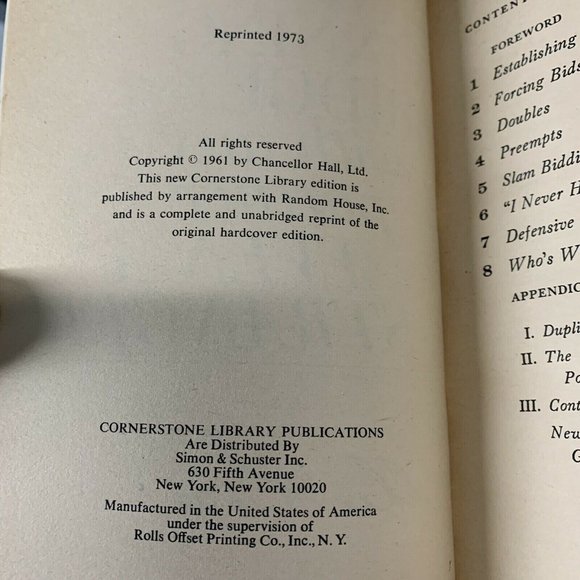 Reprinted 1973
All rights reserved
Copyright © 1961 by Chancellor Hall, Ltd.
This new Cornerstone Library edition is
published by arrangement with Random House, Inc.
and is a complete and unabridged reprint of the
original hardcover edition.
CORNERSTONE LIBRARY PUBLICATIONS
Are Distributed By
Simon & Schuster Inc.
630 Fifth Avenue
New York, New York 10020
Manufactured in the United States of America
under the supervision of
Rolls Offset Printing Co., Inc., N. Y.
CONTENT
FOREWORD
1 Establishing
2 Forcing Bids
3 Doubles
4 Preempts
5 Slam Biddi
6 "I Never H
7 Defensive
8 Who's W
APPENDIC
I. Dupli
II. The
Po
III. Cont
New
G